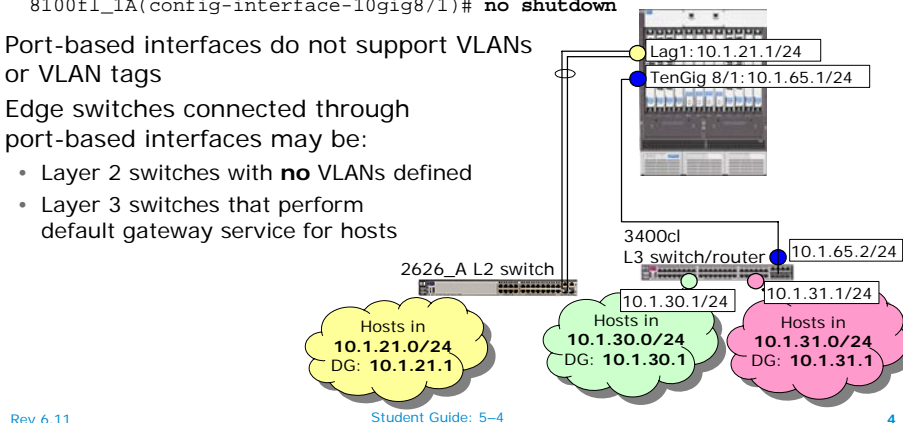 8100fl_1A(config-interface-10gig8/1)# no shutdown
Port-based interfaces do not support VLANs
or VLAN tags
Edge switches connected through
port-based interfaces may be:
• Layer 2 switches with no VLANs defined
• Layer 3 switches that perform
default gateway service for hosts
Lag1:10.1.21.1/24
TenGig 8/1:10.1.65.1/24
3400cl
L3 switch/router
10.1.65.2/24
2626_A L2 switch
10.1.30.1/24
10.1.31.1/24
Hosts in
10.1.21.0/24
DG: 10.1.21.1
Hosts in
10.1.30.0/24
DG: 10.1.30.1
Hosts in
10.1.31.0/24
DG: 10.1.31.1
Rev 6.11
Student Guide: 5–4
4